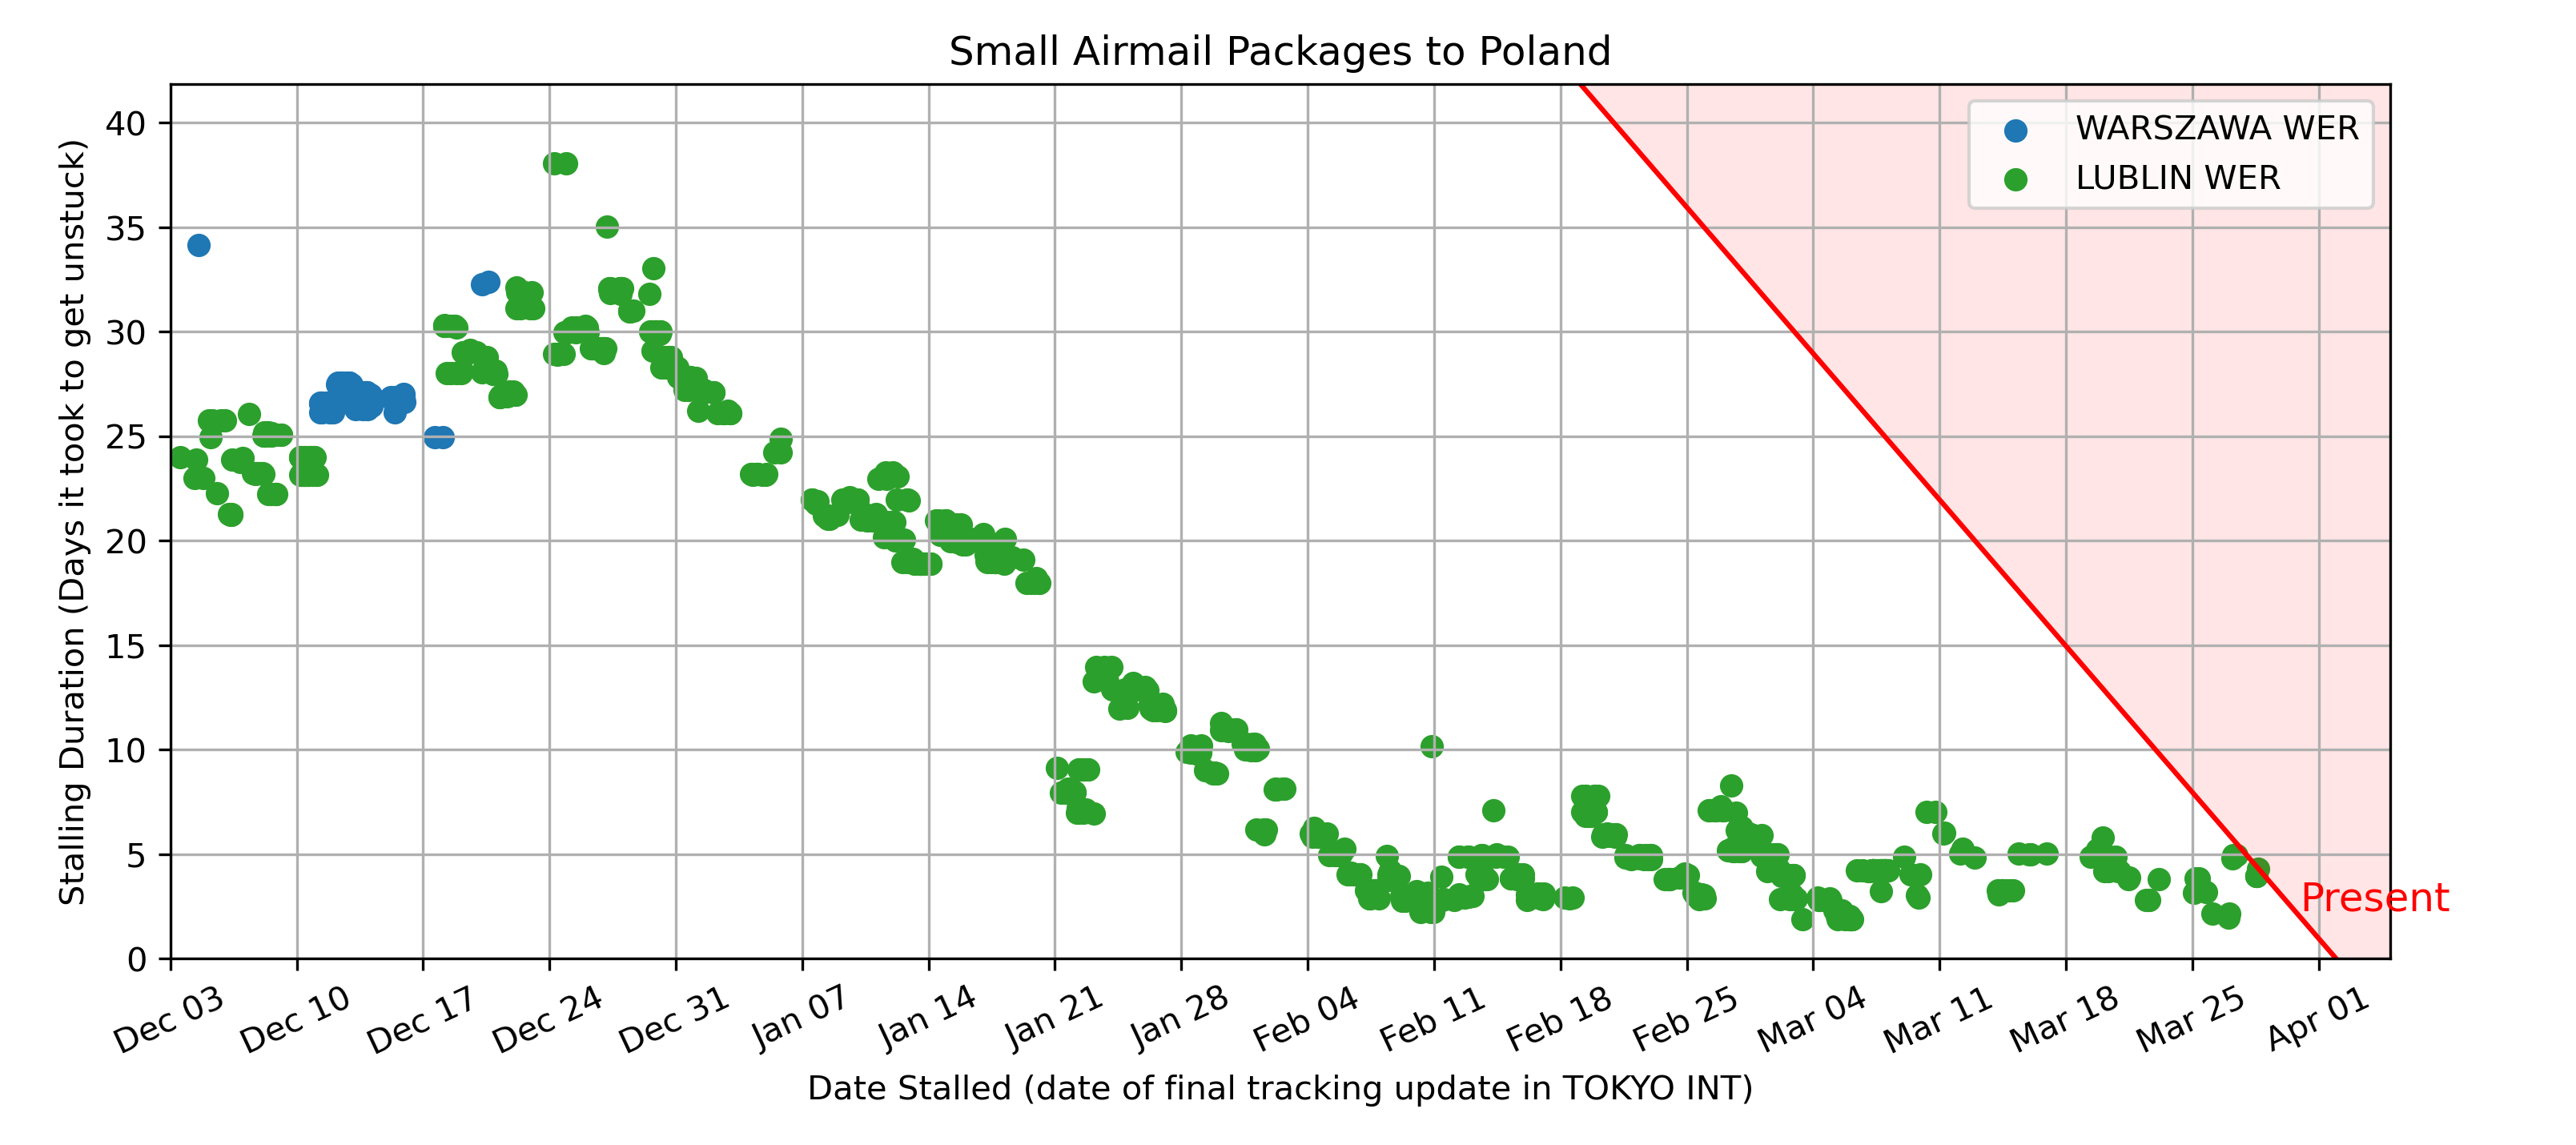 Small Airmail Packages to Poland
WARSZAWA WER
LUBLIN WER
Stalling Duration (Days it took to get unstuck)
40
35
30
25
20
15
10
5
0
Present
Dec 03
Dec 10
Dec 17
Dec 24
Dec 31
Jan 07
Jan 14
Jan 21
Jan 28
Feb 04
Feb 11
Feb 18
Feb 25
Mar 04
Mar 11
Mar 18
Mar 25
Apr 01
Date Stalled (date of final tracking update in TOKYO INT)